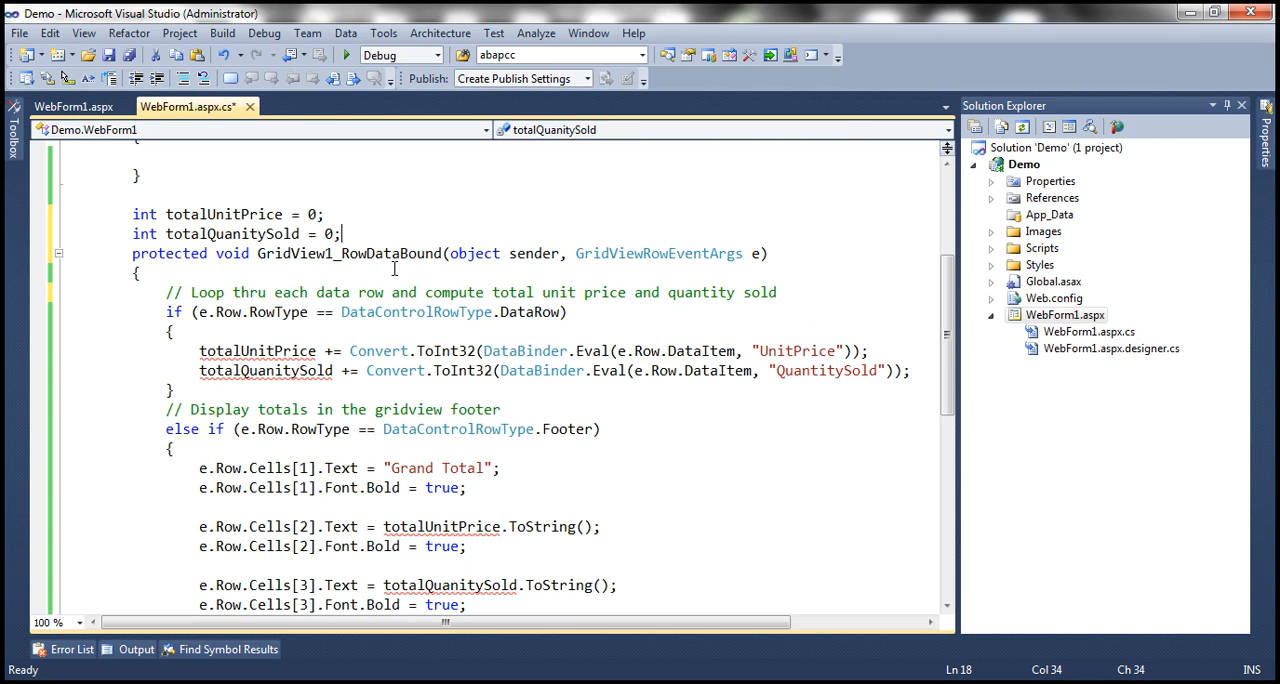 Demo - Microsoft Visual Studio (Administrator)
File Edit View Refactor Project Build Debug Team Data Tools Architecture Test Analyze Window Help
Debug abapcc
Publish: Create Publish Settings
WebForm1.aspx WebForm1.aspx.cs* Solution Explorer
Demo.WebForm1 totalQuanitySold
Toolbox
Properties
{
}
int totalUnitPrice = 0;
int totalQuanitySold = 0;
protected void GridView1_RowDataBound(object sender, GridViewRowEventArgs e)
{
// Loop thru each data row and compute total unit price and quantity sold
if (e.Row.RowType == DataControlRowType.DataRow)
{
totalUnitPrice += Convert.ToInt32(DataBinder.Eval(e.Row.DataItem, "UnitPrice"));
totalQuanitySold += Convert.ToInt32(DataBinder.Eval(e.Row.DataItem, "QuantitySold"));
}
// Display totals in the gridview footer
else if (e.Row.RowType == DataControlRowType.Footer)
{
e.Row.Cells[1].Text = "Grand Total";
e.Row.Cells[1].Font.Bold = true;
e.Row.Cells[2].Text = totalUnitPrice.ToString();
e.Row.Cells[2].Font.Bold = true;
e.Row.Cells[3].Text = totalQuanitySold.ToString();
e.Row.Cells[3].Font.Bold = true;
Solution 'Demo' (1 project)
Demo
Properties
References
App_Data
Images
Scripts
Styles
Global.asax
Web.config
WebForm1.aspx
WebForm1.aspx.cs
WebForm1.aspx.designer.cs
100 %
Error List Output Find Symbol Results
Ready Ln 18 Col 34 Ch 34 INS